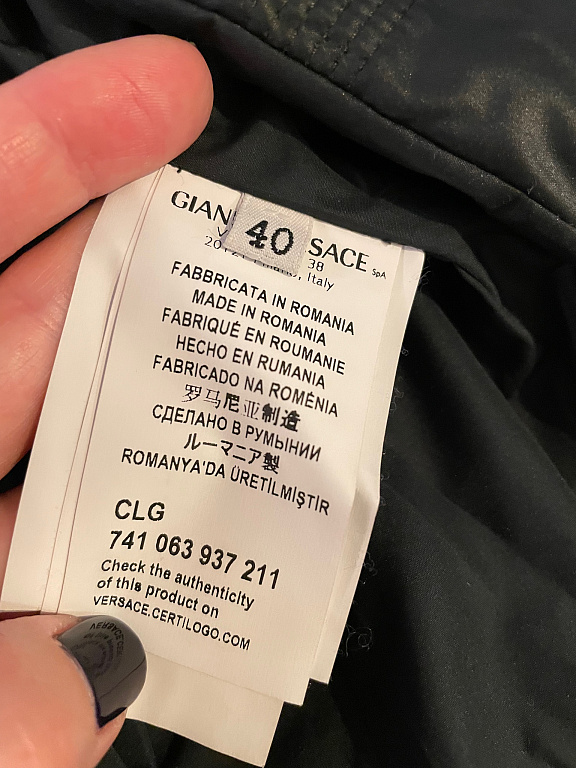 GIAN SACE SpA
40
38
Italy
FABBRICATA IN ROMANIA
MADE IN ROMANIA
FABRIQUÉ EN ROUMANIE
HECHO EN RUMANIA
FABRICADO NA ROMÉNIA
罗马尼亚制造
СДЕЛАНО В РУМЫНИИ
ルーマニア製
ROMANYA'DA ÜRETİLMİŞTİR
CLG
741 063 937 211
Check the authenticity
of this product on
VERSACE.CERTILOGO.COM